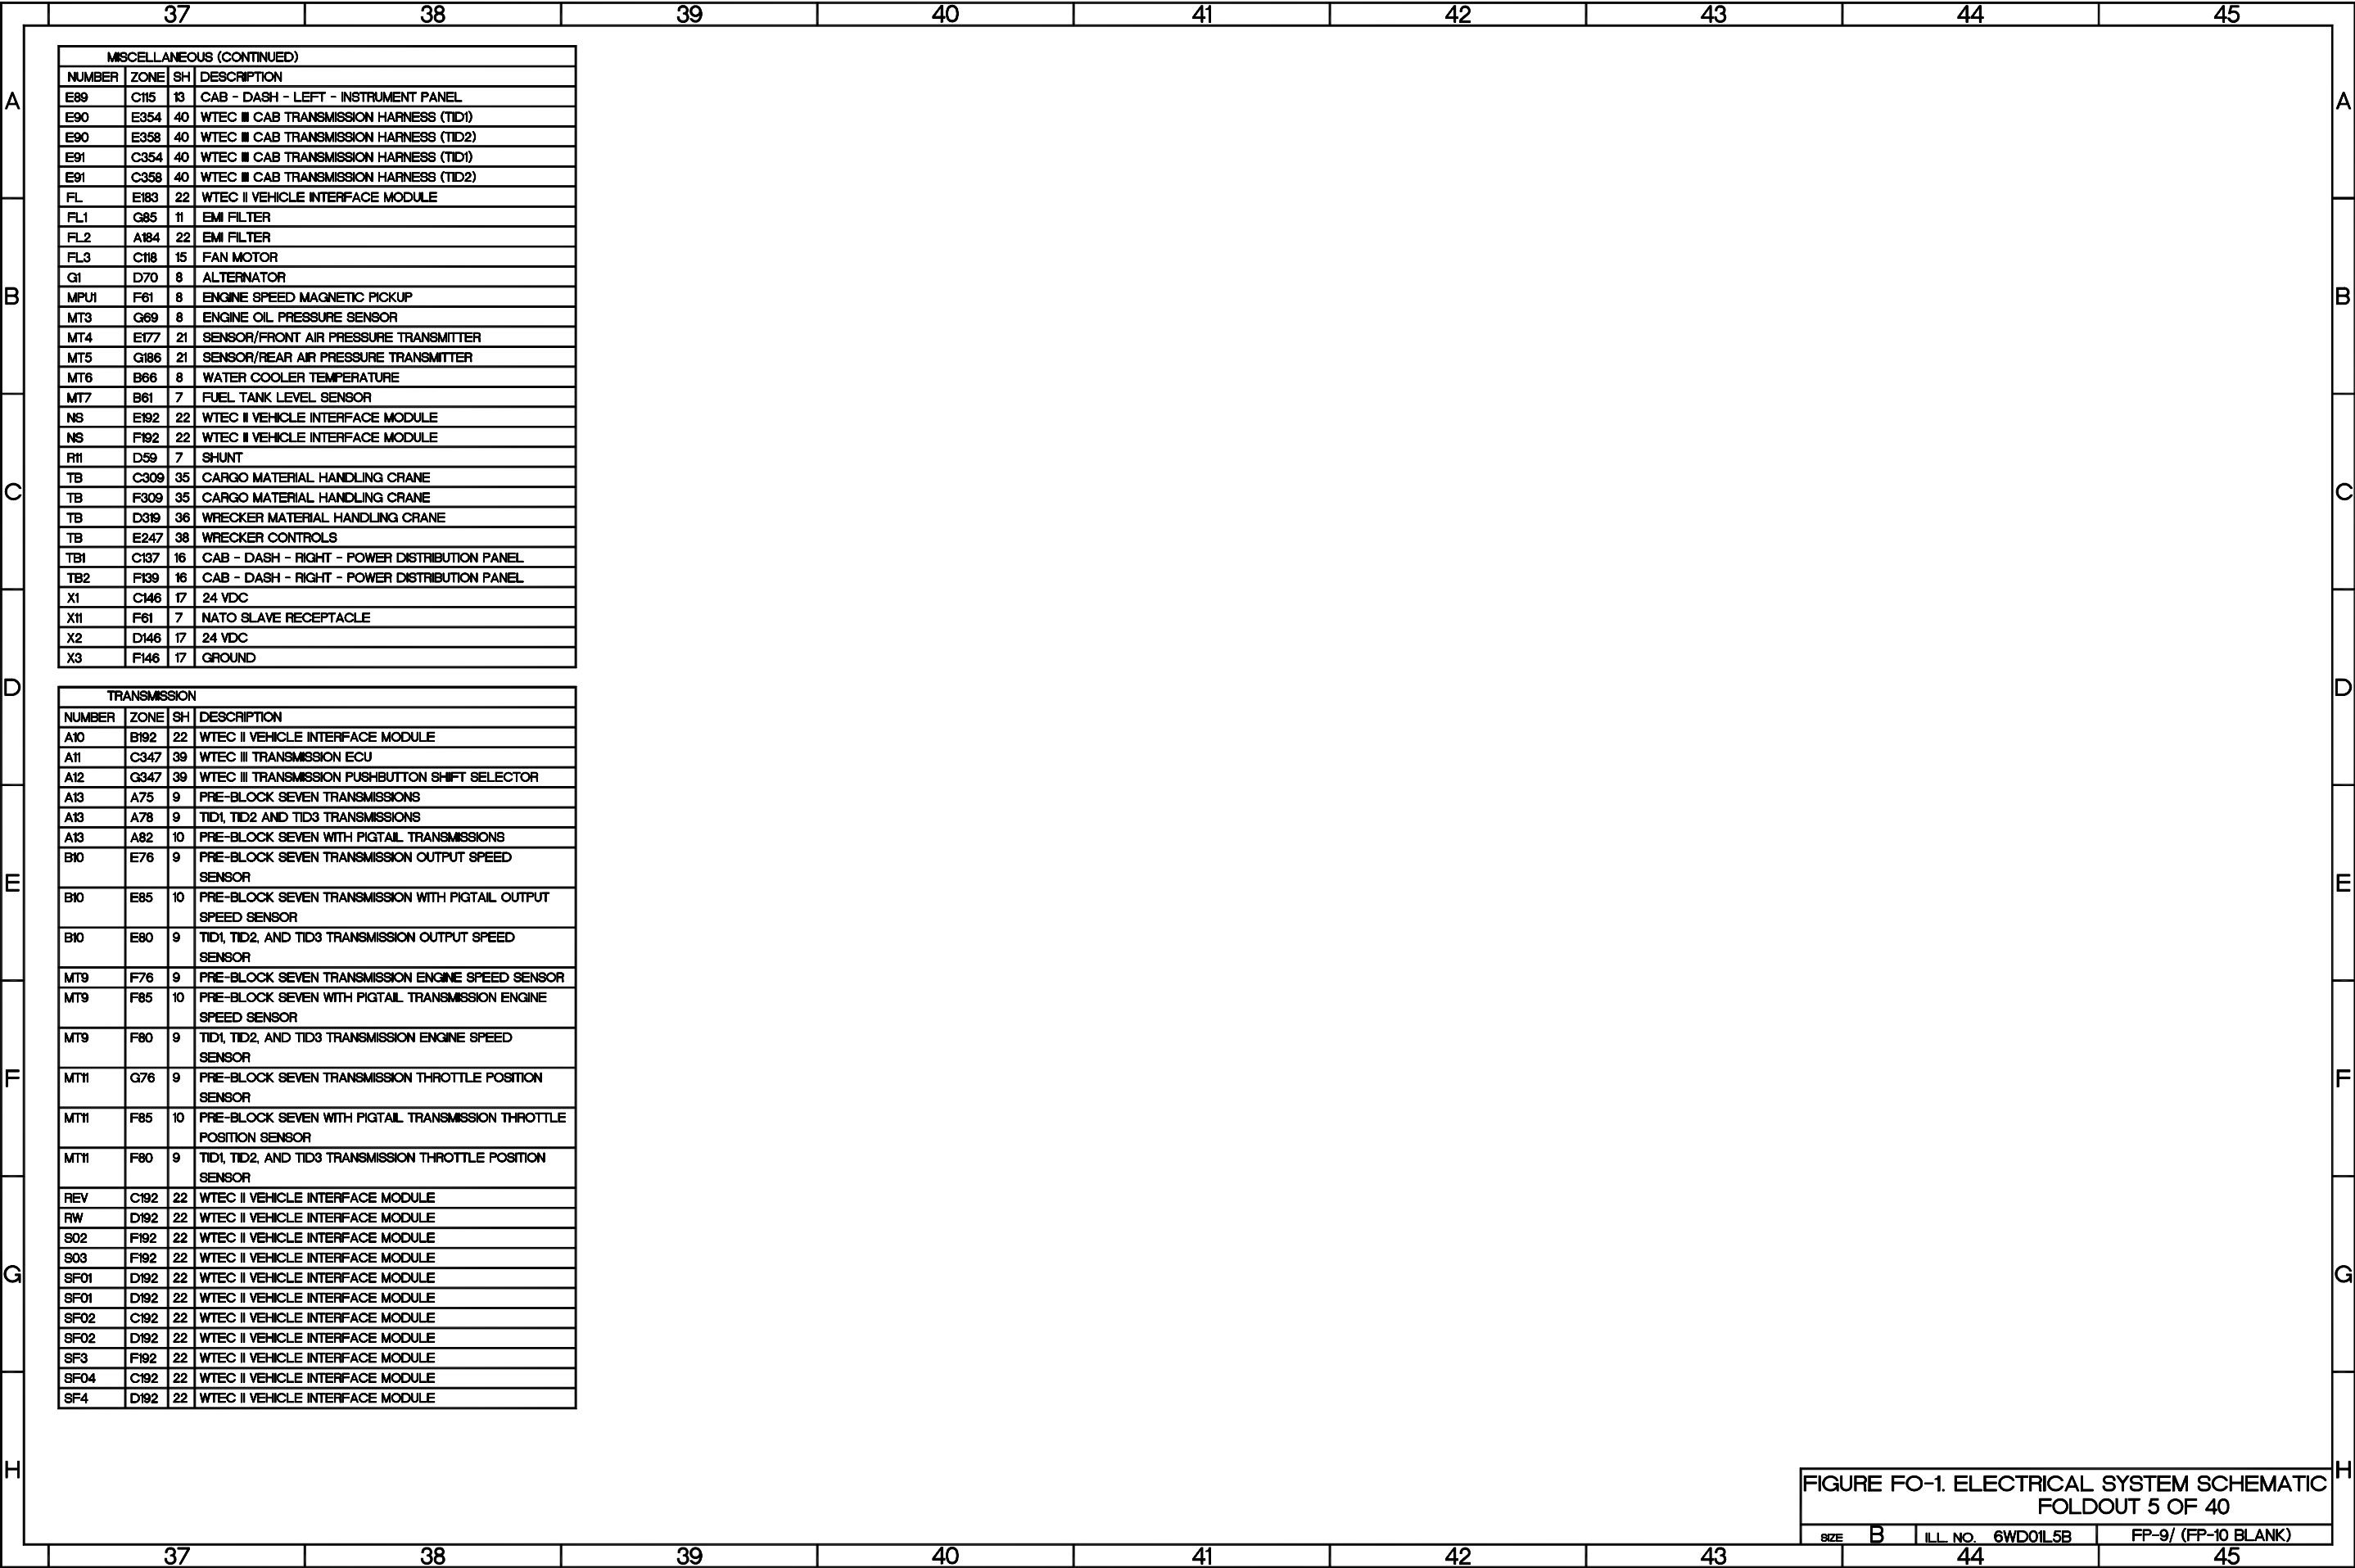 37 38 39 40 41 42 43 44 45
MISCELLANEOUS (CONTINUED)
NUMBER ZONE SH DESCRIPTION
E89 C115 13 CAB - DASH - LEFT - INSTRUMENT PANEL
E90 E354 40 WTEC III CAB TRANSMISSION HARNESS (TID1)
E90 E358 40 WTEC III CAB TRANSMISSION HARNESS (TID2)
E91 C354 40 WTEC III CAB TRANSMISSION HARNESS (TID1)
E91 C358 40 WTEC III CAB TRANSMISSION HARNESS (TID2)
FL E183 22 WTEC II VEHICLE INTERFACE MODULE
FL1 G85 11 EMI FILTER
FL2 A184 22 EMI FILTER
FL3 C118 15 FAN MOTOR
G1 D70 8 ALTERNATOR
MPU1 F61 8 ENGINE SPEED MAGNETIC PICKUP
MT3 G69 8 ENGINE OIL PRESSURE SENSOR
MT4 E177 21 SENSOR/FRONT AIR PRESSURE TRANSMITTER
MT5 G186 21 SENSOR/REAR AIR PRESSURE TRANSMITTER
MT6 B66 8 WATER COOLER TEMPERATURE
MT7 B61 7 FUEL TANK LEVEL SENSOR
NS E192 22 WTEC II VEHICLE INTERFACE MODULE
NS F192 22 WTEC II VEHICLE INTERFACE MODULE
R11 D59 7 SHUNT
TB C309 35 CARGO MATERIAL HANDLING CRANE
TB F309 35 CARGO MATERIAL HANDLING CRANE
TB D319 36 WRECKER MATERIAL HANDLING CRANE
TB E247 38 WRECKER CONTROLS
TB1 C137 16 CAB - DASH - RIGHT - POWER DISTRIBUTION PANEL
TB2 F139 16 CAB - DASH - RIGHT - POWER DISTRIBUTION PANEL
X1 C146 17 24 VDC
X11 F61 7 NATO SLAVE RECEPTACLE
X2 D146 17 24 VDC
X3 F146 17 GROUND
TRANSMISSION
NUMBER ZONE SH DESCRIPTION
A10 B192 22 WTEC II VEHICLE INTERFACE MODULE
A11 C347 39 WTEC III TRANSMISSION ECU
A12 G347 39 WTEC III TRANSMISSION PUSHBUTTON SHIFT SELECTOR
A13 A75 9 PRE-BLOCK SEVEN TRANSMISSIONS
A13 A78 9 TID1, TID2 AND TID3 TRANSMISSIONS
A13 A82 10 PRE-BLOCK SEVEN WITH PIGTAIL TRANSMISSIONS
B10 E76 9 PRE-BLOCK SEVEN TRANSMISSION OUTPUT SPEED
SENSOR
B10 E85 10 PRE-BLOCK SEVEN TRANSMISSION WITH PIGTAIL OUTPUT
SPEED SENSOR
B10 E80 9 TID1, TID2, AND TID3 TRANSMISSION OUTPUT SPEED
SENSOR
MT9 F76 9 PRE-BLOCK SEVEN TRANSMISSION ENGINE SPEED SENSOR
MT9 F85 10 PRE-BLOCK SEVEN WITH PIGTAIL TRANSMISSION ENGINE
SPEED SENSOR
MT9 F80 9 TID1, TID2, AND TID3 TRANSMISSION ENGINE SPEED
SENSOR
MT11 G76 9 PRE-BLOCK SEVEN TRANSMISSION THROTTLE POSITION
SENSOR
MT11 F85 10 PRE-BLOCK SEVEN WITH PIGTAIL TRANSMISSION THROTTLE
POSITION SENSOR
MT11 F80 9 TID1, TID2, AND TID3 TRANSMISSION THROTTLE POSITION
SENSOR
REV C192 22 WTEC II VEHICLE INTERFACE MODULE
RW D192 22 WTEC II VEHICLE INTERFACE MODULE
S02 F192 22 WTEC II VEHICLE INTERFACE MODULE
S03 F192 22 WTEC II VEHICLE INTERFACE MODULE
SF01 D192 22 WTEC II VEHICLE INTERFACE MODULE
SF01 D192 22 WTEC II VEHICLE INTERFACE MODULE
SF02 C192 22 WTEC II VEHICLE INTERFACE MODULE
SF02 D192 22 WTEC II VEHICLE INTERFACE MODULE
SF3 F192 22 WTEC II VEHICLE INTERFACE MODULE
SF04 C192 22 WTEC II VEHICLE INTERFACE MODULE
SF4 D192 22 WTEC II VEHICLE INTERFACE MODULE
A A
B B
C C
D D
E E
F F
G G
H H
FIGURE FO-1. ELECTRICAL SYSTEM SCHEMATIC
FOLDOUT 5 OF 40
SIZE B ILL. NO. 6WD01L5B FP-9/ (FP-10 BLANK)
37 38 39 40 41 42 43 44 45